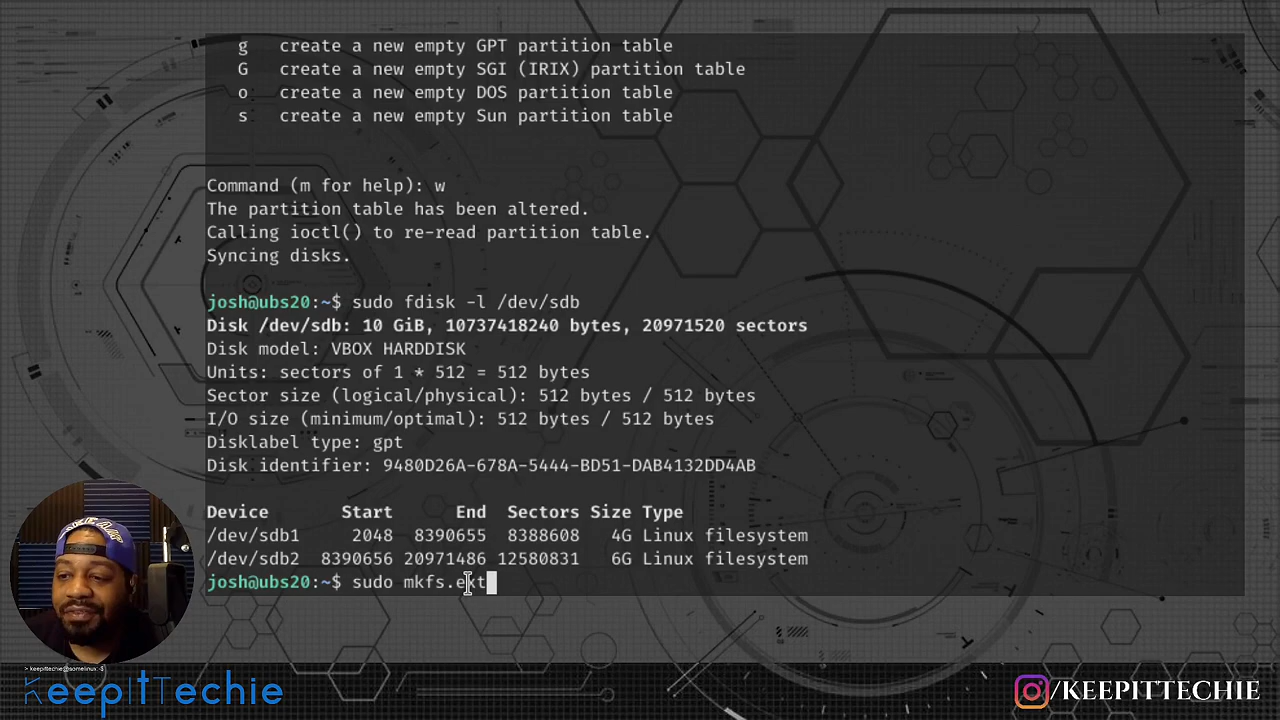 g   create a new empty GPT partition table
G   create a new empty SGI (IRIX) partition table
o   create a new empty DOS partition table
s   create a new empty Sun partition table
Command (m for help): w
The partition table has been altered.
Calling ioctl() to re-read partition table.
Syncing disks.
josh@ubs20:~$ sudo fdisk -l /dev/sdb
Disk /dev/sdb: 10 GiB, 10737418240 bytes, 20971520 sectors
Disk model: VBOX HARDDISK
Units: sectors of 1 * 512 = 512 bytes
Sector size (logical/physical): 512 bytes / 512 bytes
I/O size (minimum/optimal): 512 bytes / 512 bytes
Disklabel type: gpt
Disk identifier: 9480D26A-678A-5444-BD51-DAB4132DD4AB
Device       Start      End  Sectors Size Type
/dev/sdb1     2048  8390655  8388608   4G Linux filesystem
/dev/sdb2  8390656 20971486 12580831   6G Linux filesystem
josh@ubs20:~$ sudo mkfs.ext
> keepittechie@somelinux:~$
KeepItTechie
/KEEPITTECHIE